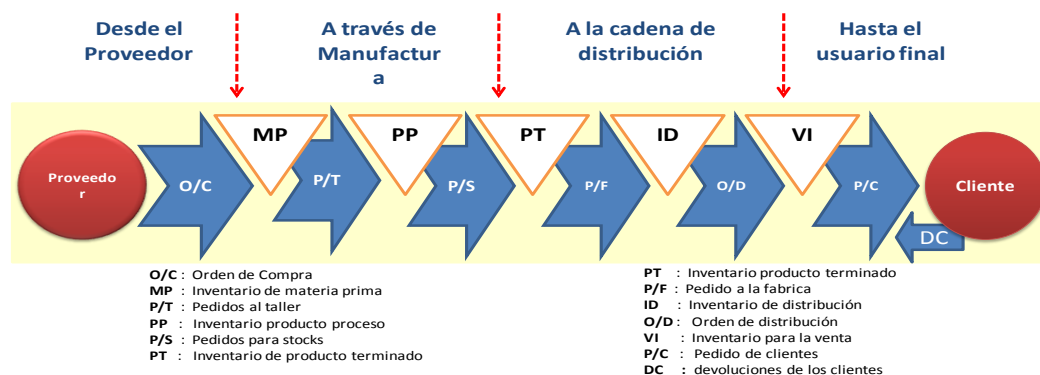 Desde el
Proveedor
A través de
Manufactur
a
A la cadena de
distribución
Hasta el
usuario final
Proveedo
r
O/C
MP
P/T
PP
P/S
PT
P/F
ID
O/D
VI
P/C
Cliente
DC
O/C : Orden de Compra
MP : Inventario de materia prima
P/T : Pedidos al taller
PP : Inventario producto proceso
P/S : Pedidos para stocks
PT : Inventario de producto terminado
PT : Inventario producto terminado
P/F : Pedido a la fabrica
ID : Inventario de distribución
O/D : Orden de distribución
VI : Inventario para la venta
P/C : Pedido de clientes
DC : devoluciones de los clientes